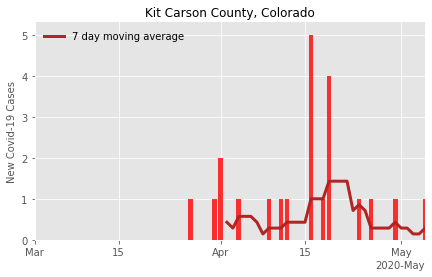 Kit Carson County, Colorado
7 day moving average
New Covid-19 Cases
5
4
3
2
1
0
Mar
15
Apr
15
May
2020-May